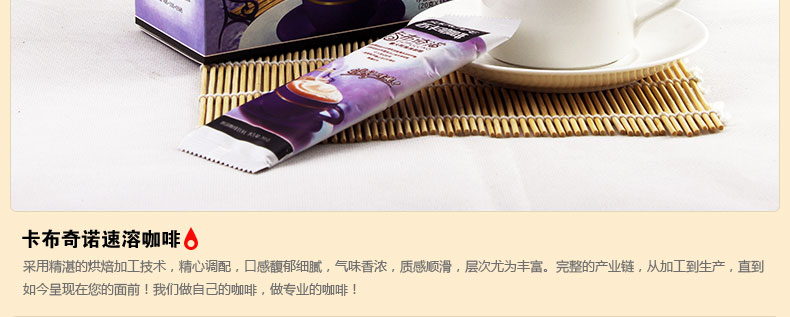 卡布奇诺
卡布奇诺速溶咖啡
采用精湛的烘焙加工技术，精心调配，口感馥郁细腻，气味香浓，质感顺滑，层次尤为丰富。完整的产业链，从加工到生产，直到
如今呈现在您的面前！我们做自己的咖啡，做专业的咖啡！